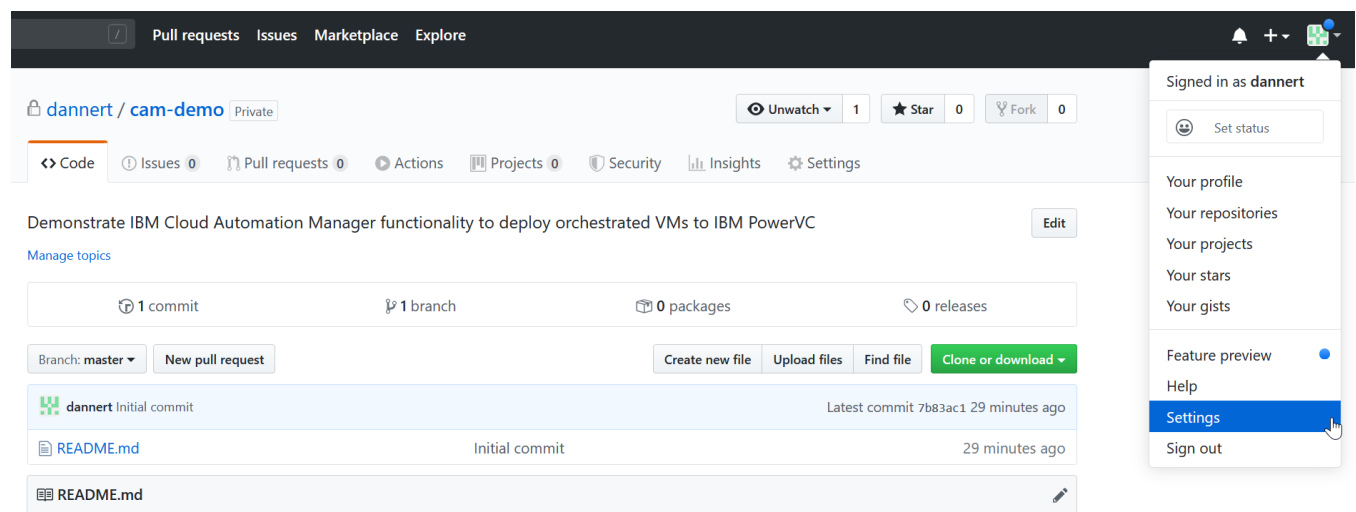 / Pull requests Issues Marketplace Explore
Signed in as dannert
dannert / cam-demo Private
Unwatch 1 Star 0 Fork 0
Set status
Code Issues 0 Pull requests 0 Actions Projects 0 Security Insights Settings
Your profile
Your repositories
Your projects
Your stars
Your gists
Demonstrate IBM Cloud Automation Manager functionality to deploy orchestrated VMs to IBM PowerVC
Edit
Manage topics
1 commit 1 branch 0 packages 0 releases
Feature preview
Help
Settings
Sign out
Branch: master New pull request Create new file Upload files Find file Clone or download
dannert Initial commit Latest commit 7b83ac1 29 minutes ago
README.md Initial commit 29 minutes ago
README.md